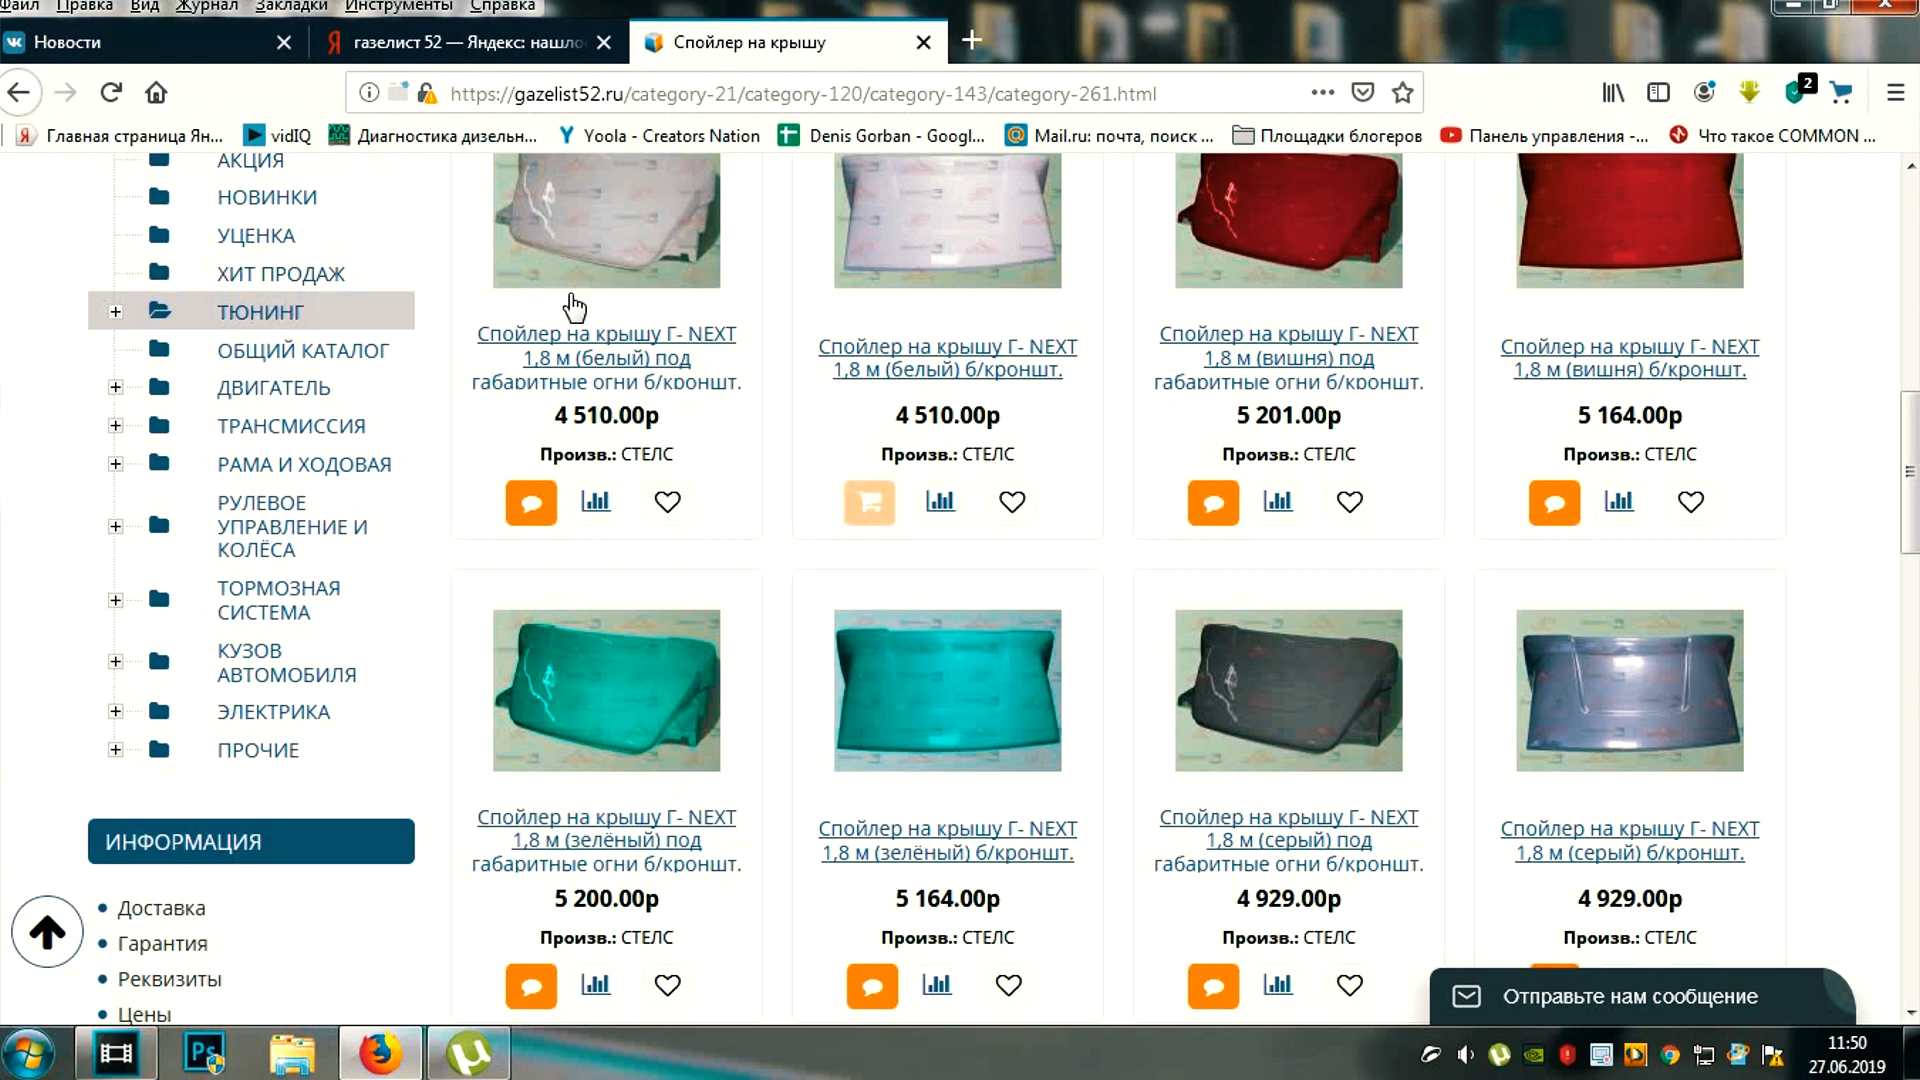 Файл Правка Вид Журнал Закладки Инструменты Справка
Новости
газелист 52 — Яндекс: нашло
Спойлер на крышу
https://gazelist52.ru/category-21/category-120/category-143/category-261.html
2
Главная страница Ян...
vidIQ
Диагностика дизельн...
Yoola - Creators Nation
Denis Gorban - Googl...
Mail.ru: почта, поиск ...
Площадки блогеров
Панель управления -...
Что такое COMMON ...
АКЦИЯ
НОВИНКИ
УЦЕНКА
ХИТ ПРОДАЖ
ТЮНИНГ
ОБЩИЙ КАТАЛОГ
ДВИГАТЕЛЬ
ТРАНСМИССИЯ
РАМА И ХОДОВАЯ
РУЛЕВОЕ
УПРАВЛЕНИЕ И
КОЛЁСА
ТОРМОЗНАЯ
СИСТЕМА
КУЗОВ
АВТОМОБИЛЯ
ЭЛЕКТРИКА
ПРОЧИЕ
ИНФОРМАЦИЯ
Доставка
Гарантия
Реквизиты
Цены
Спойлер на крышу Г- NEXT
1,8 м (белый) под
габаритные огни б/кроншт.
4 510.00р
Произв.: СТЕЛС
Спойлер на крышу Г- NEXT
1,8 м (белый) б/кроншт.
4 510.00р
Произв.: СТЕЛС
Спойлер на крышу Г- NEXT
1,8 м (вишня) под
габаритные огни б/кроншт.
5 201.00р
Произв.: СТЕЛС
Спойлер на крышу Г- NEXT
1,8 м (вишня) б/кроншт.
5 164.00р
Произв.: СТЕЛС
Спойлер на крышу Г- NEXT
1,8 м (зелёный) под
габаритные огни б/кроншт.
5 200.00р
Произв.: СТЕЛС
Спойлер на крышу Г- NEXT
1,8 м (зелёный) б/кроншт.
5 164.00р
Произв.: СТЕЛС
Спойлер на крышу Г- NEXT
1,8 м (серый) под
габаритные огни б/кроншт.
4 929.00р
Произв.: СТЕЛС
Спойлер на крышу Г- NEXT
1,8 м (серый) б/кроншт.
4 929.00р
Произв.: СТЕЛС
Отправьте нам сообщение
Ps
11:50
27.06.2019